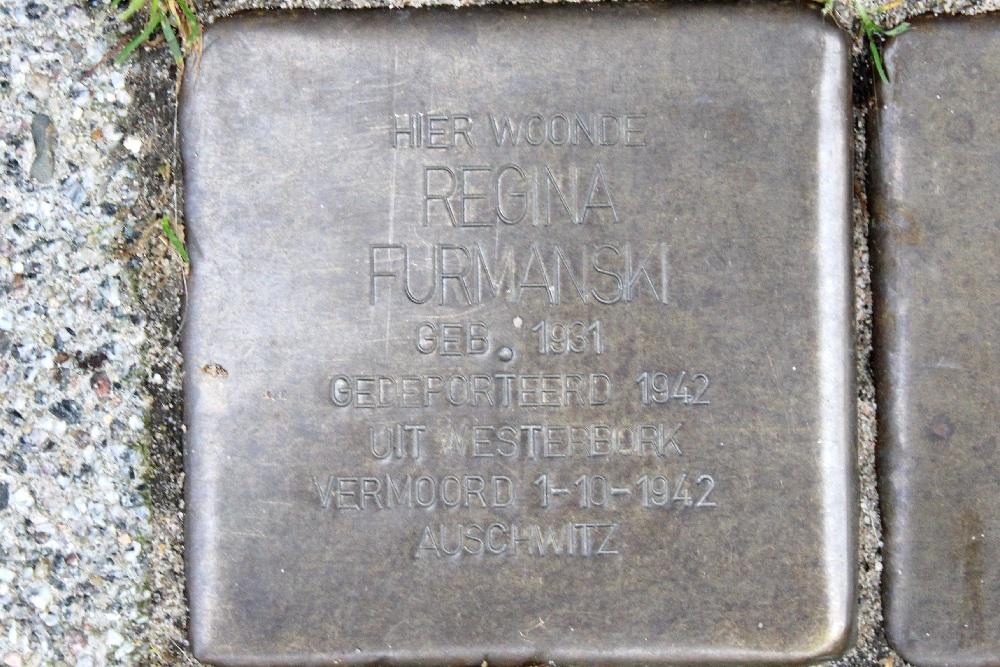 HIER WOONDE
REGINA
FURMANSKI
GEB. 1931
GEDEPORTEERD 1942
UIT WESTERBORK
VERMOORD 1-10-1942
AUSCHWITZ